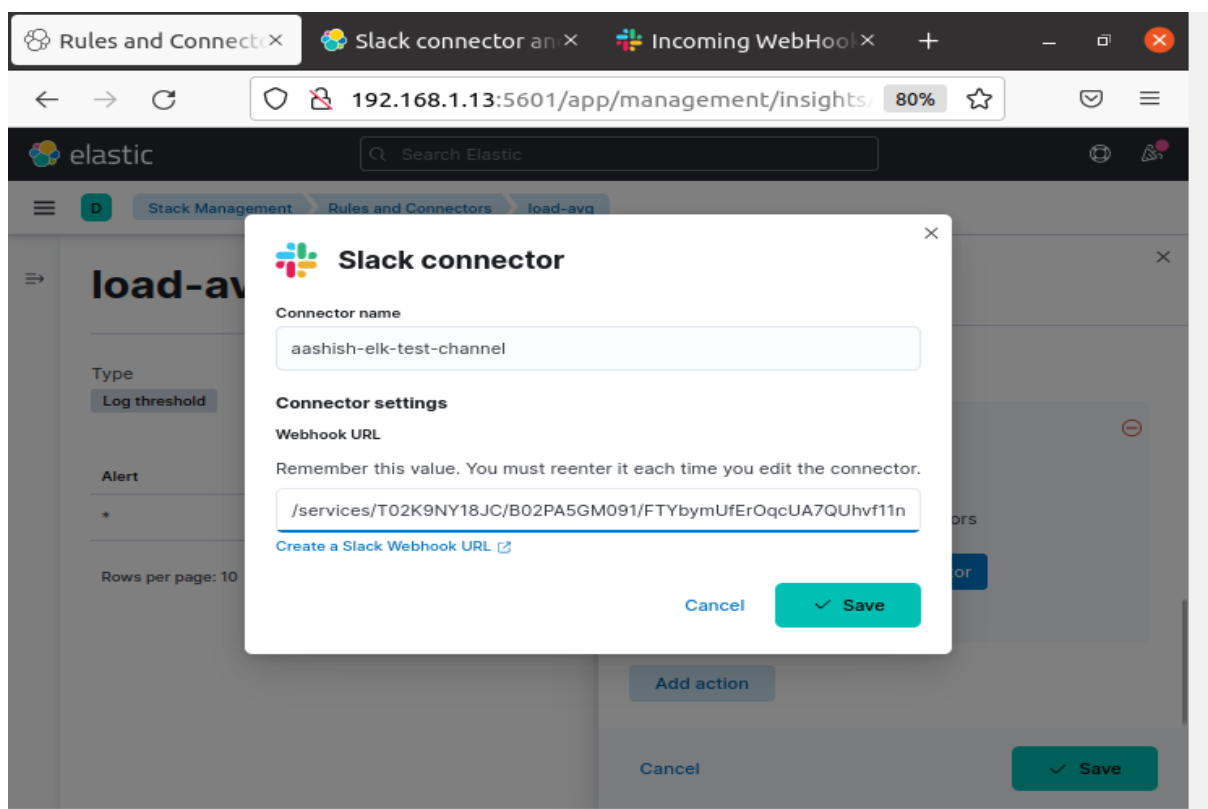 Rules and Connecto
Slack connector an
Incoming WebHool
192.168.1.13:5601/app/management/insights/
80%
elastic
Search Elastic
D
Stack Management
Rules and Connectors
load-avg
load-av
Slack connector
Connector name
aashish-elk-test-channel
Type
Log threshold
Connector settings
Webhook URL
Remember this value. You must reenter it each time you edit the connector.
Alert
/services/T02K9NY18JC/B02PA5GM091/FTYbymUfErOqcUA7QUhvf11n
*
ors
Create a Slack Webhook URL
Rows per page: 10
or
Cancel
Save
Add action
Cancel
Save